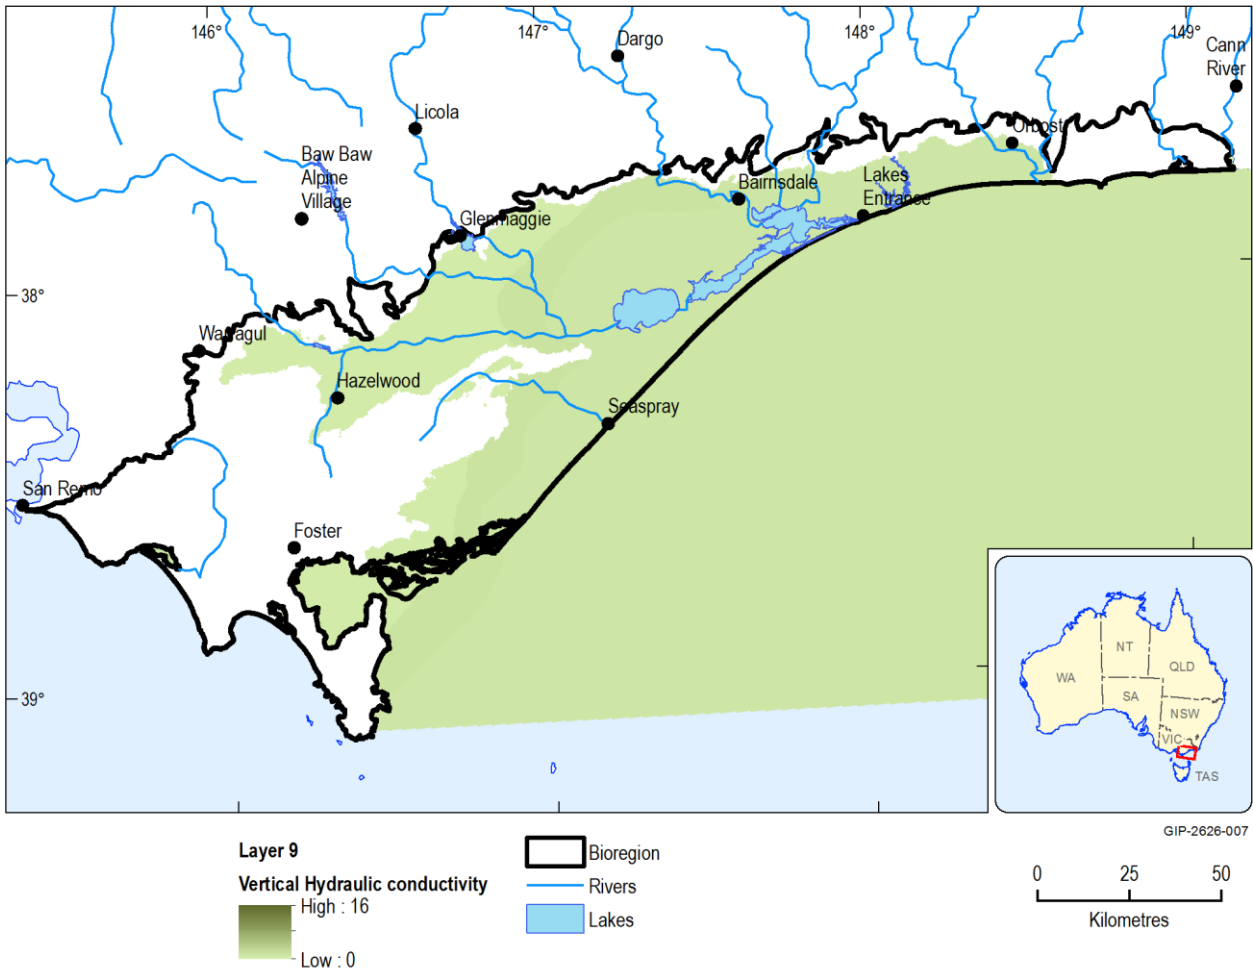 146°
147°
148°
149°
Dargo
Cann
River
Licola
Orbost
Baw Baw
Alpine
Village
Bairnsdale
Lakes
Entrance
Glenmaggie
38°
Warragul
Hazelwood
Seaspray
San Remo
Foster
39°
NT
WA
QLD
SA
NSW
VIC
TAS
GIP-2626-007
Layer 9
Vertical Hydraulic conductivity
High : 16
Low : 0
Bioregion
Rivers
Lakes
0 25 50
Kilometres